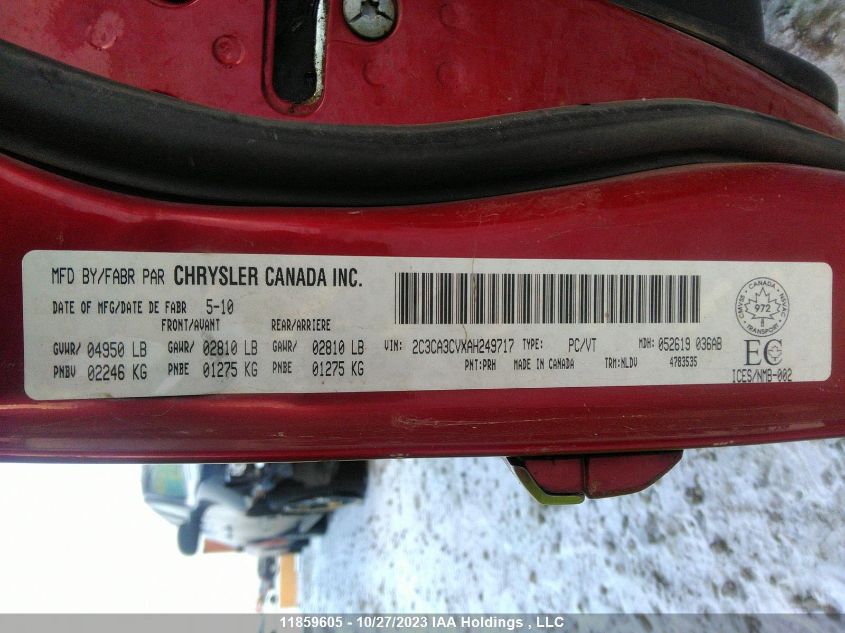 MFD BY/FABR PAR CHRYSLER CANADA INC.
DATE OF MFG/DATE DE FABR 5-10
FRONT/AVANT REAR/ARRIERE
GVWR/ 04950 LB GAWR/ 02810 LB GAWR/ 02810 LB
PNBV 02246 KG PNBE 01275 KG PNBE 01275 KG
VIN: 2C3CA3CVXAH249717 TYPE: PC/VT MDH: 052619 036AB
PNT:PRH MADE IN CANADA TRM:NLDV 4783535
CMVSS CANADA NSVAC
972
TRANSPORT
EC
ICES/NMB-002
11859605 - 10/27/2023 IAA Holdings , LLC